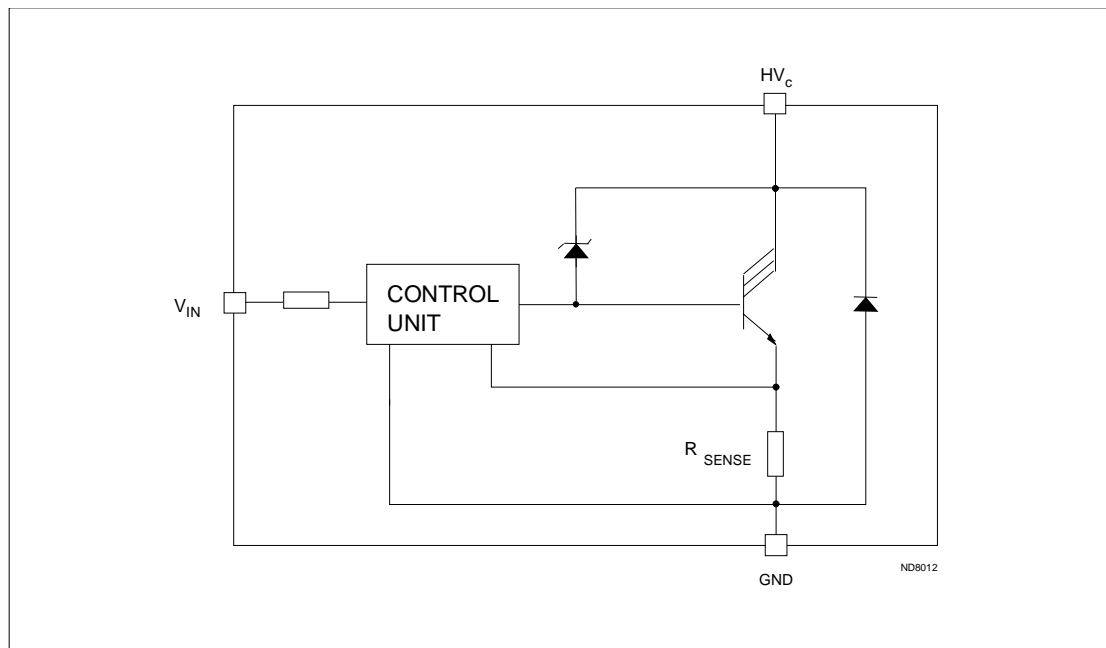 HVc
VIN
CONTROL
UNIT
R SENSE
ND8012
GND